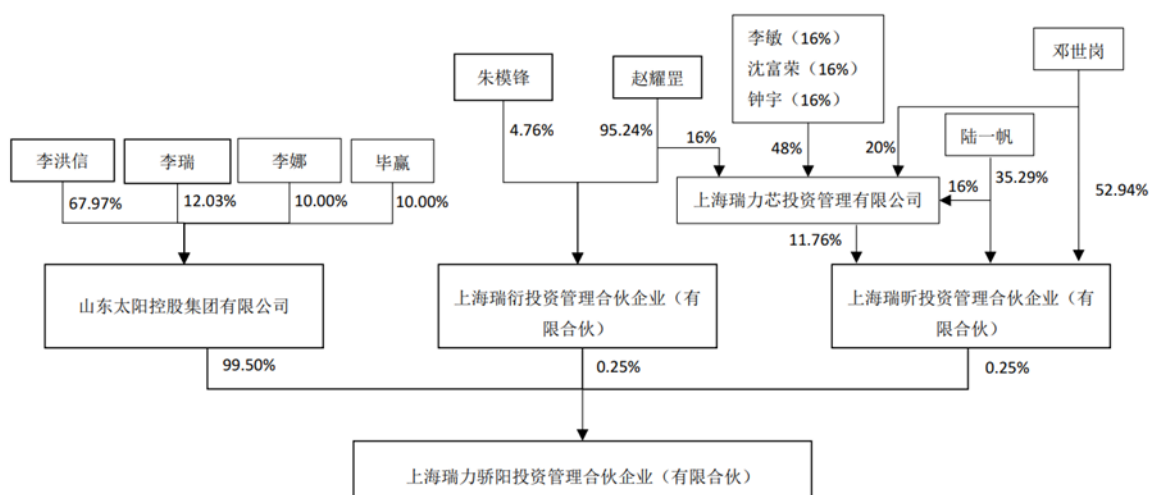 李敏（16%）
沈富荣（16%）
钟宇（16%）
邓世岗
朱模锋
赵耀罡
4.76%
95.24%
16%
48%
20%
陆一帆
李洪信
李瑞
李娜
毕赢
67.97%
12.03%
10.00%
10.00%
上海瑞力芯投资管理有限公司
16%
35.29%
52.94%
11.76%
山东太阳控股集团有限公司
上海瑞衍投资管理合伙企业（有
限合伙）
上海瑞昕投资管理合伙企业（有
限合伙）
99.50%
0.25%
0.25%
上海瑞力骄阳投资管理合伙企业（有限合伙）